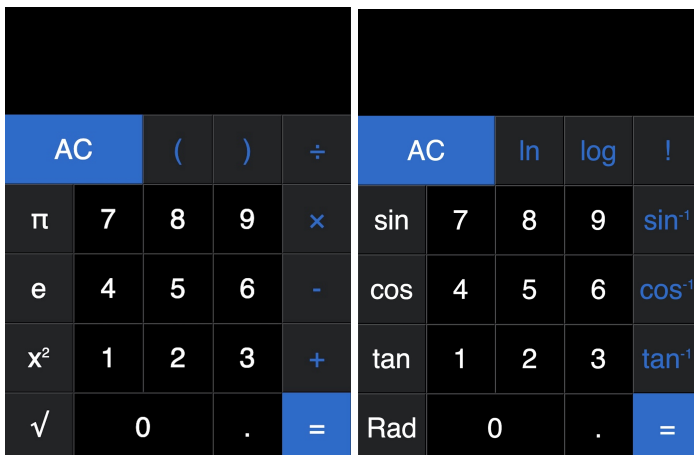 AC ( ) ÷
π 7 8 9 ×
e 4 5 6 -
x² 1 2 3 +
√ 0 . =
AC ln log !
sin 7 8 9 sin⁻¹
cos 4 5 6 cos⁻¹
tan 1 2 3 tan⁻¹
Rad 0 . =